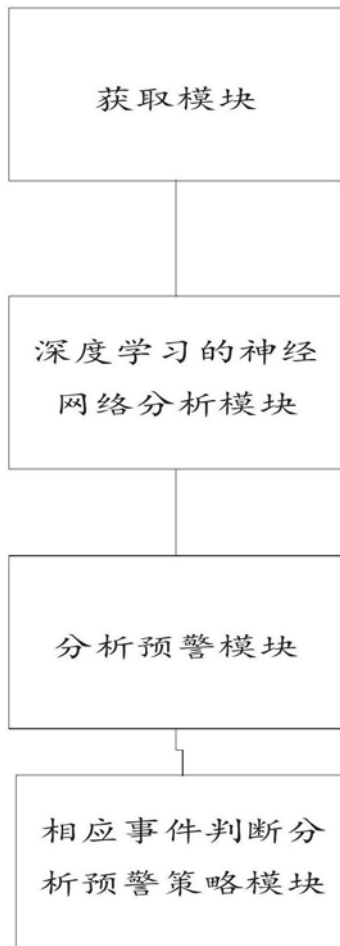 获取模块
深度学习的神经
网络分析模块
分析预警模块
相应事件判断分
析预警策略模块